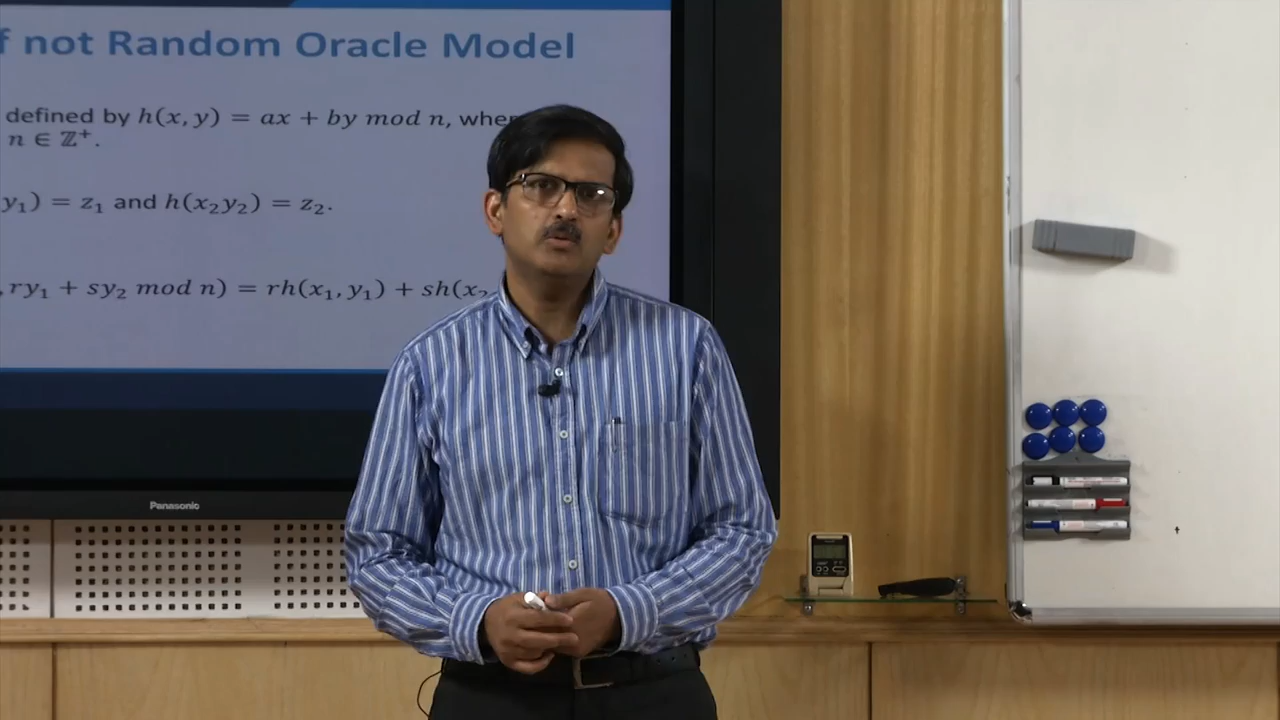 f not Random Oracle Model
defined by h(x, y) = ax + by mod n, wher
n ∈ ℤ⁺.
y₁) = z₁ and h(x₂y₂) = z₂.
, ry₁ + sy₂ mod n) = rh(x₁, y₁) + sh(x₂
Panasonic